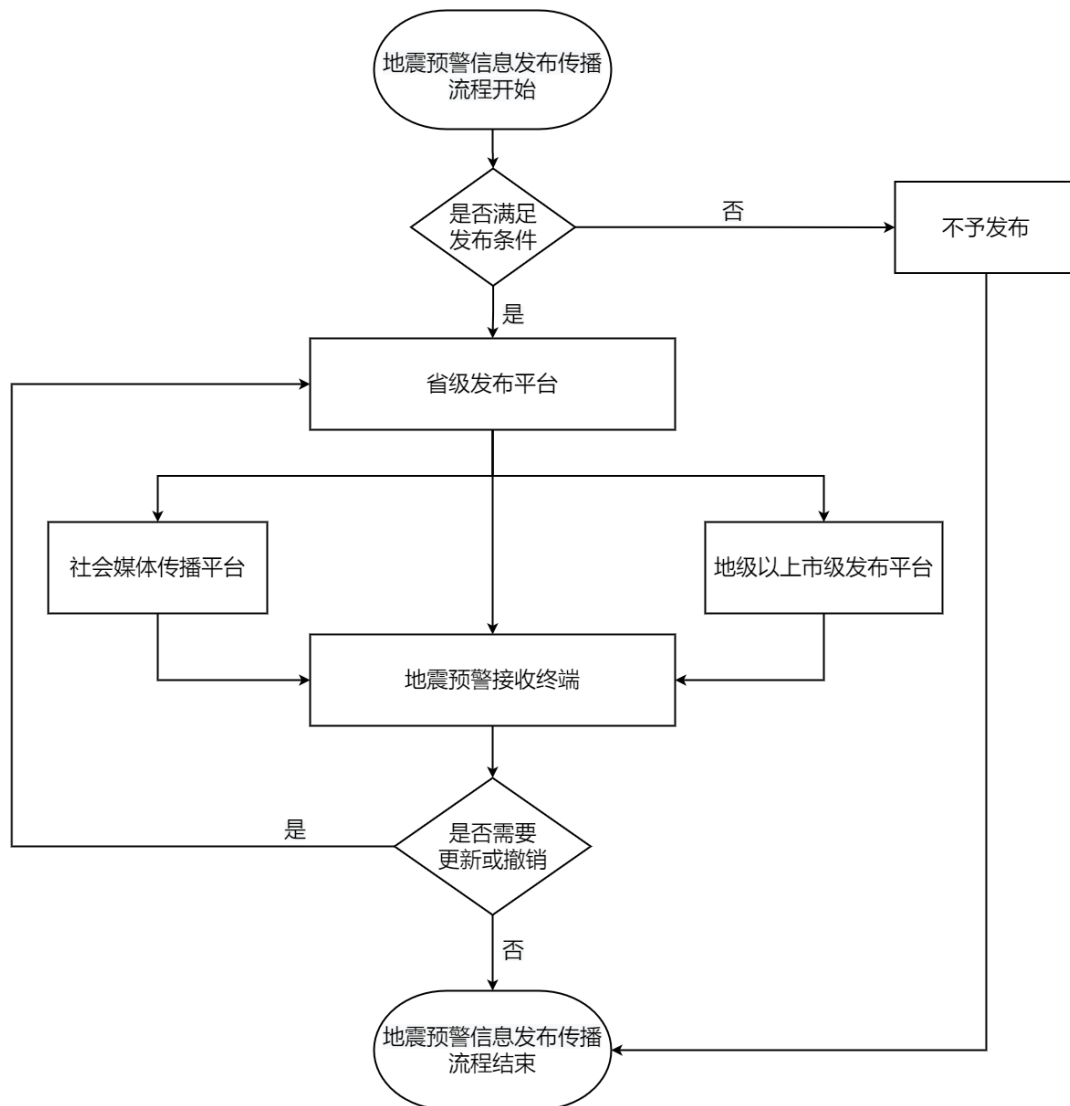 地震预警信息发布传播
流程开始
是否满足
发布条件
否
不予发布
是
省级发布平台
社会媒体传播平台
地级以上市级发布平台
地震预警接收终端
是
是否需要
更新或撤销
否
地震预警信息发布传播
流程结束